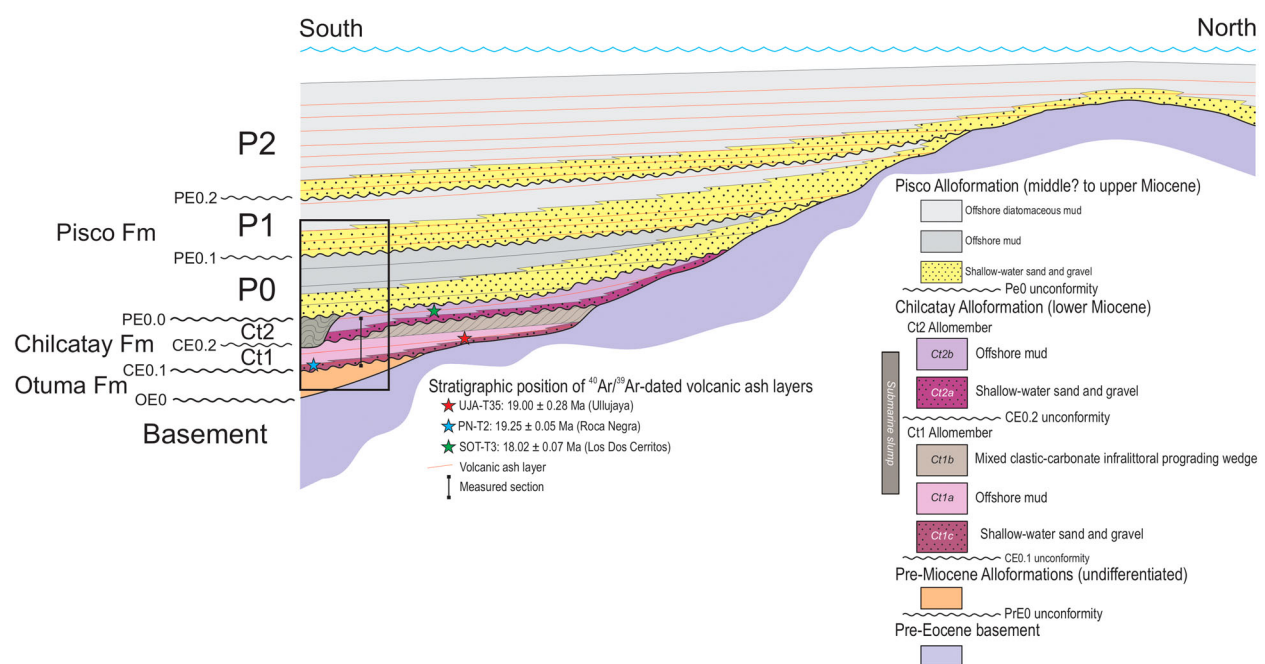 South
North
P2
PE0.2
Pisco Fm
P1
PE0.1
P0
PE0.0
Ct2
Chilcatay Fm
CE0.2
Ct1
CE0.1
Otuma Fm
OE0
Basement
Stratigraphic position of ⁴⁰Ar/³⁹Ar-dated volcanic ash layers
UJA-T35: 19.00 ± 0.28 Ma (Ullujaya)
PN-T2: 19.25 ± 0.05 Ma (Roca Negra)
SOT-T3: 18.02 ± 0.07 Ma (Los Dos Cerritos)
Volcanic ash layer
Measured section
Pisco Alloformation (middle? to upper Miocene)
Offshore diatomaceous mud
Offshore mud
Shallow-water sand and gravel
Pe0 unconformity
Chilcatay Alloformation (lower Miocene)
Ct2 Allomember
Submarine slump
Ct2b Offshore mud
Ct2a Shallow-water sand and gravel
CE0.2 unconformity
Ct1 Allomember
Ct1b Mixed clastic-carbonate infralittoral prograding wedge
Ct1a Offshore mud
Ct1c Shallow-water sand and gravel
CE0.1 unconformity
Pre-Miocene Alloformations (undifferentiated)
PrE0 unconformity
Pre-Eocene basement